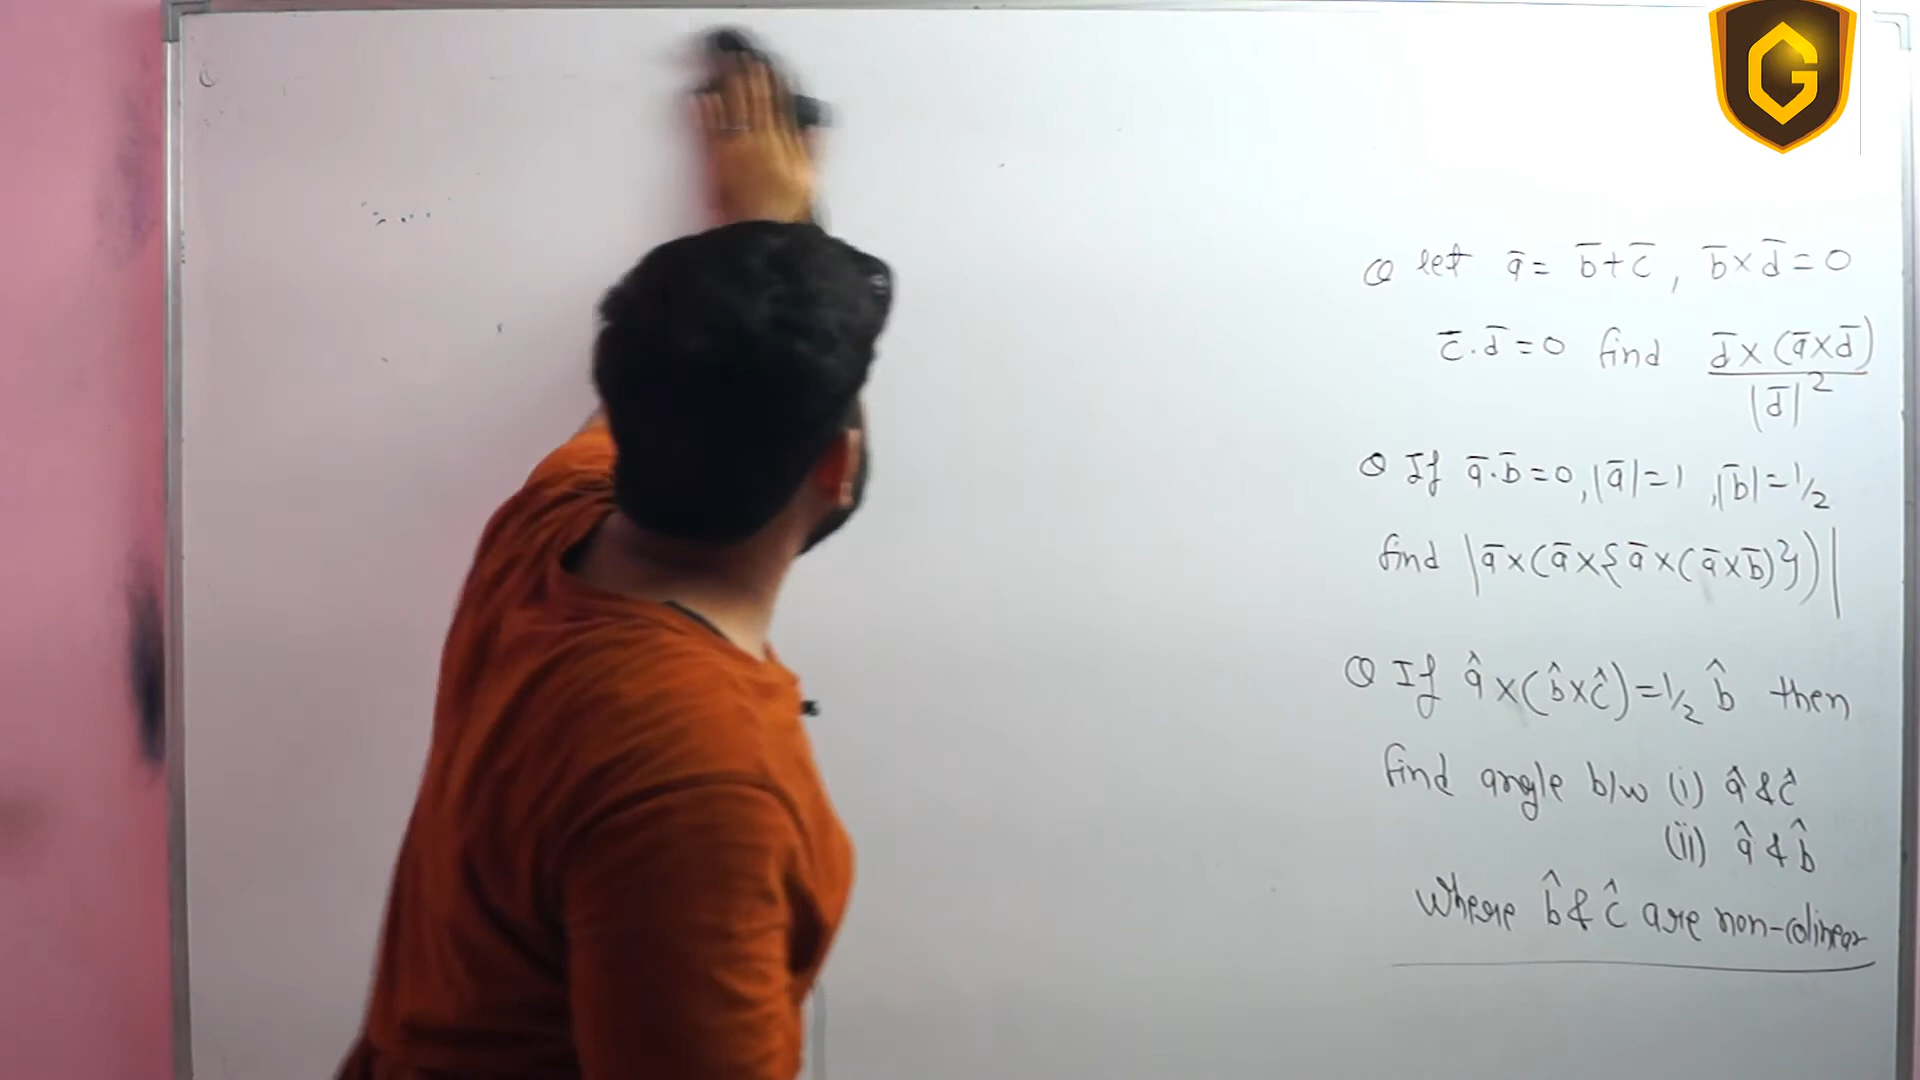 Q let a̅ = b̅ + c̅ , b̅ × d̅ = 0
c̅ . d̅ = 0 find d̅ × (a̅ × d̅) / |d̅|²
Q If a̅ . b̅ = 0 , |a̅| = 1 , |b̅| = 1/2
find |a̅ × (a̅ × {a̅ × (a̅ × b̅)})|
Q If â × (b̂ × ĉ) = 1/2 b̂ then
find angle b/w (i) â & ĉ
(ii) â & b̂
where b̂ & ĉ are non-colinear
G